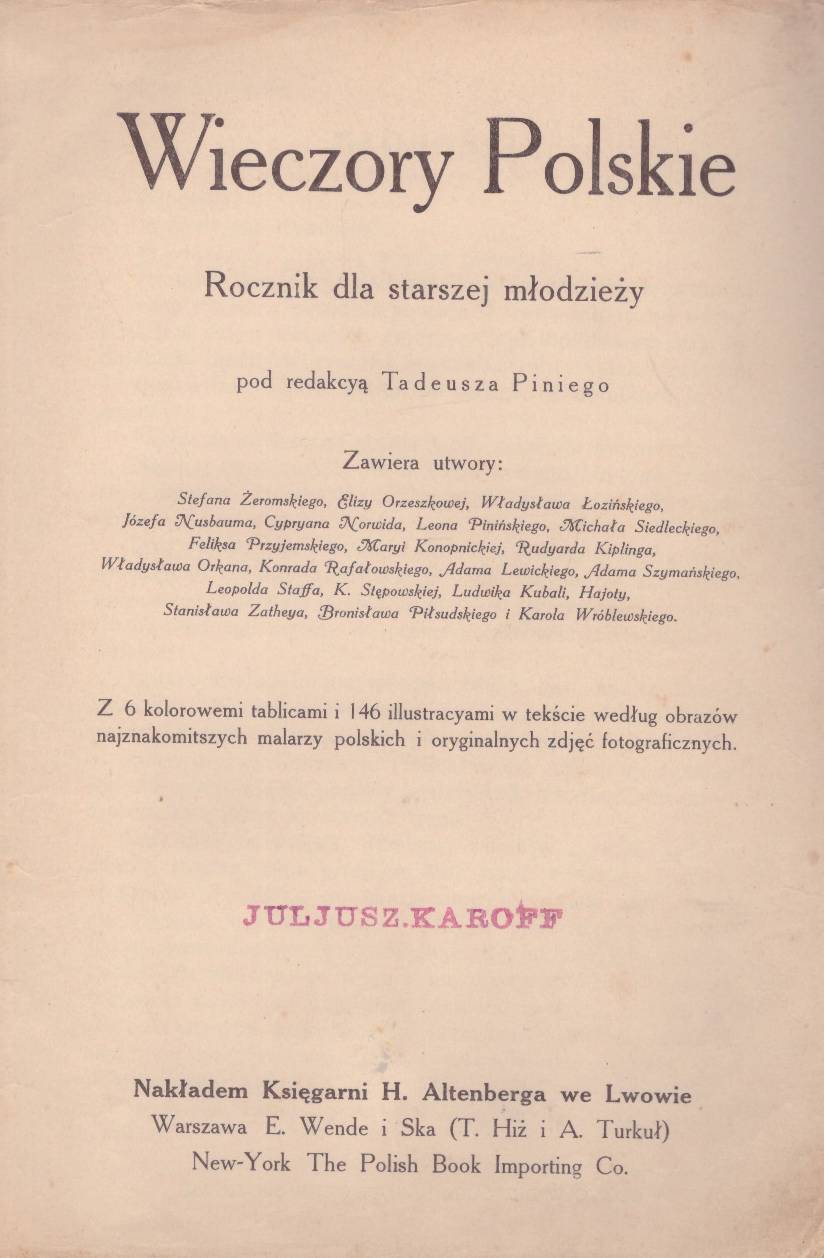 Wieczory Polskie
Rocznik dla starszej młodzieży
pod redakcyą Tadeusza Piniego
Zawiera utwory:
Stefana Żeromskiego, Elizy Orzeszkowej, Władysława Łozińskiego,
Józefa Nusbauma, Cypryana Norwida, Leona Pinińskiego, Michała Siedleckiego,
Feliksa Przyjemskiego, Maryi Konopnickiej, Rudyarda Kiplinga,
Władysława Orkana, Konrada Rafałowskiego, Adama Lewickiego, Adama Szymańskiego,
Leopolda Staffa, K. Stępowskiej, Ludwika Kubali, Hajoty,
Stanisława Zatheya, Bronisława Piłsudskiego i Karola Wróblewskiego.
Z 6 kolorowemi tablicami i 146 illustracyami w tekście według obrazów
najznakomitszych malarzy polskich i oryginalnych zdjęć fotograficznych.
JULJUSZ.KAROFF
Nakładem Księgarni H. Altenberga we Lwowie
Warszawa E. Wende i Ska (T. Hiż i A. Turkuł)
New-York The Polish Book Importing Co.